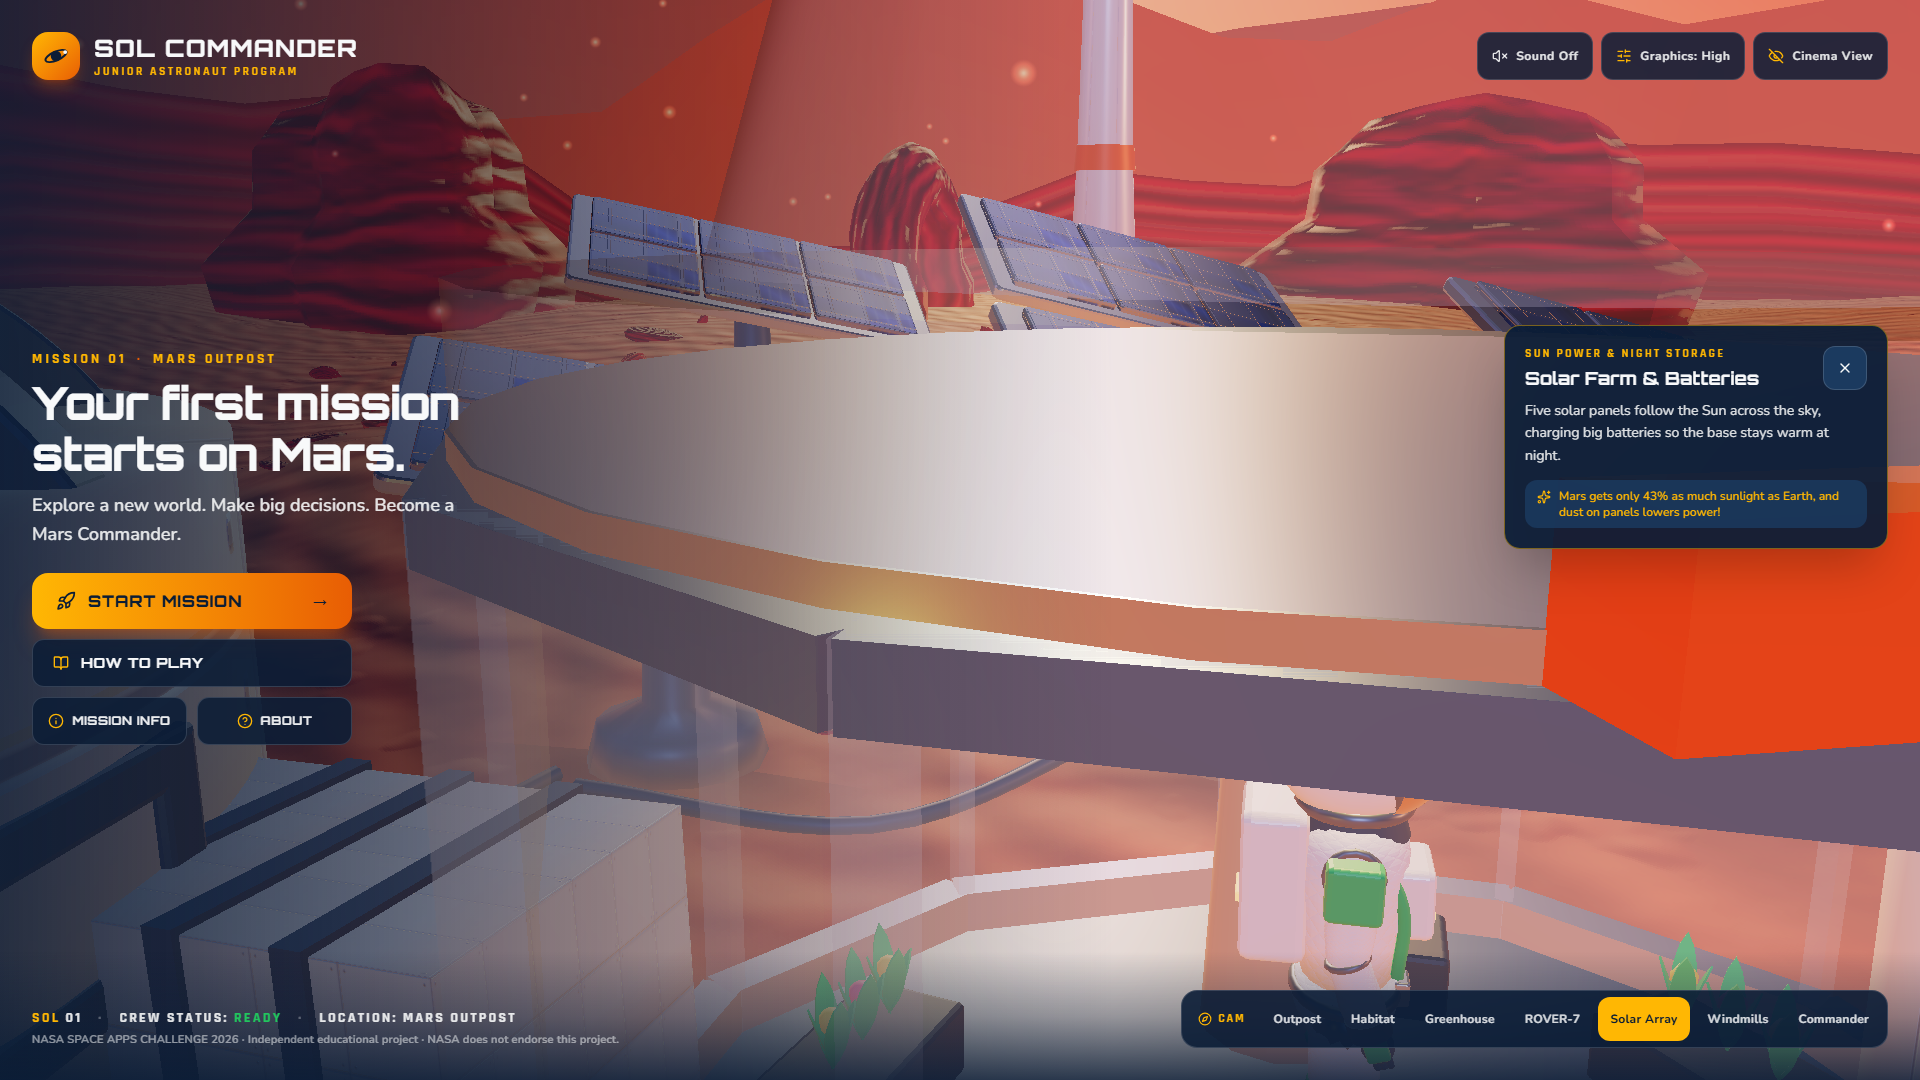 SOL COMMANDER
JUNIOR ASTRONAUT PROGRAM
Sound Off
Graphics: High
Cinema View
MISSION 01 · MARS OUTPOST
Your first mission
starts on Mars.
Explore a new world. Make big decisions. Become a
Mars Commander.
START MISSION →
HOW TO PLAY
MISSION INFO
ABOUT
SUN POWER & NIGHT STORAGE
Solar Farm & Batteries
Five solar panels follow the Sun across the sky,
charging big batteries so the base stays warm at
night.
Mars gets only 43% as much sunlight as Earth, and
dust on panels lowers power!
SOL 01 · CREW STATUS: READY · LOCATION: MARS OUTPOST
NASA SPACE APPS CHALLENGE 2026 · Independent educational project · NASA does not endorse this project.
CAM
Outpost
Habitat
Greenhouse
ROVER-7
Solar Array
Windmills
Commander